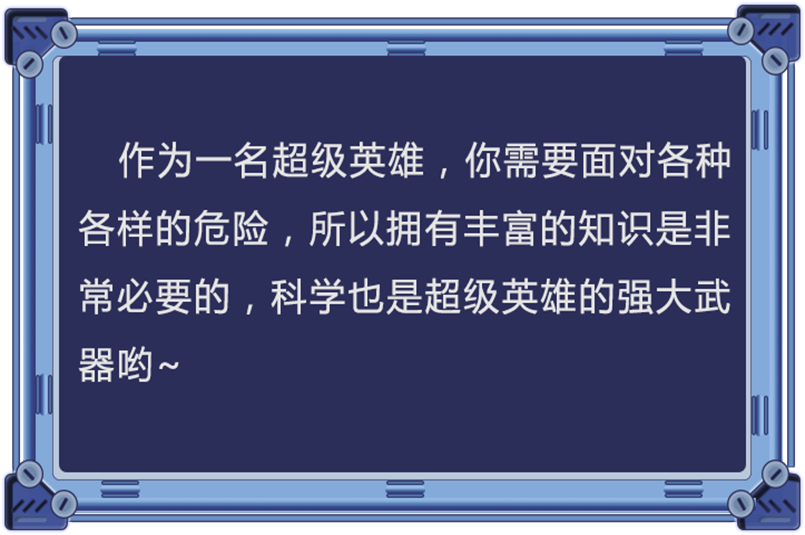 作为一名超级英雄，你需要面对各种
各样的危险，所以拥有丰富的知识是非
常必要的，科学也是超级英雄的强大武
器哟~